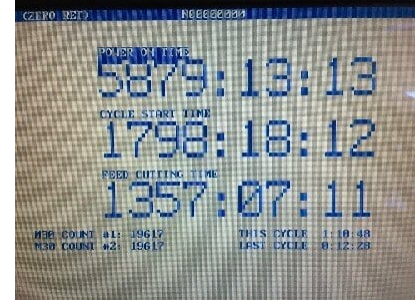 (ZERO RET) N00000000
POWER ON TIME
5879:13:13
CYCLE START TIME
1798:18:12
FEED CUTTING TIME
1357:07:11
M30 COUNT #1: 19617 THIS CYCLE 1:10:48
M30 COUNT #2: 19617 LAST CYCLE 0:12:28